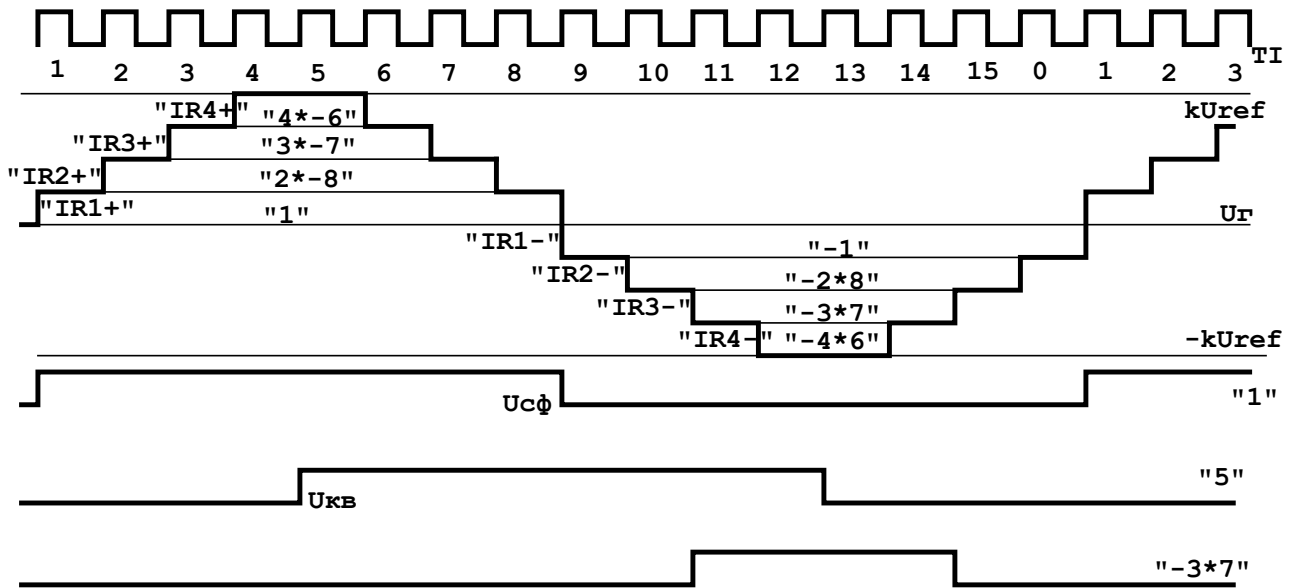 TI
1 2 3 4 5 6 7 8 9 10 11 12 13 14 15 0 1 2 3
"IR4+" "4*-6" kUref
"IR3+" "3*-7"
"IR2+" "2*-8"
"IR1+" "1" Uг
"IR1-" "-1"
"IR2-" "-2*8"
"IR3-" "-3*7"
"IR4-" "-4*6" -kUref
Uсф "1"
Uкв "5"
"-3*7"